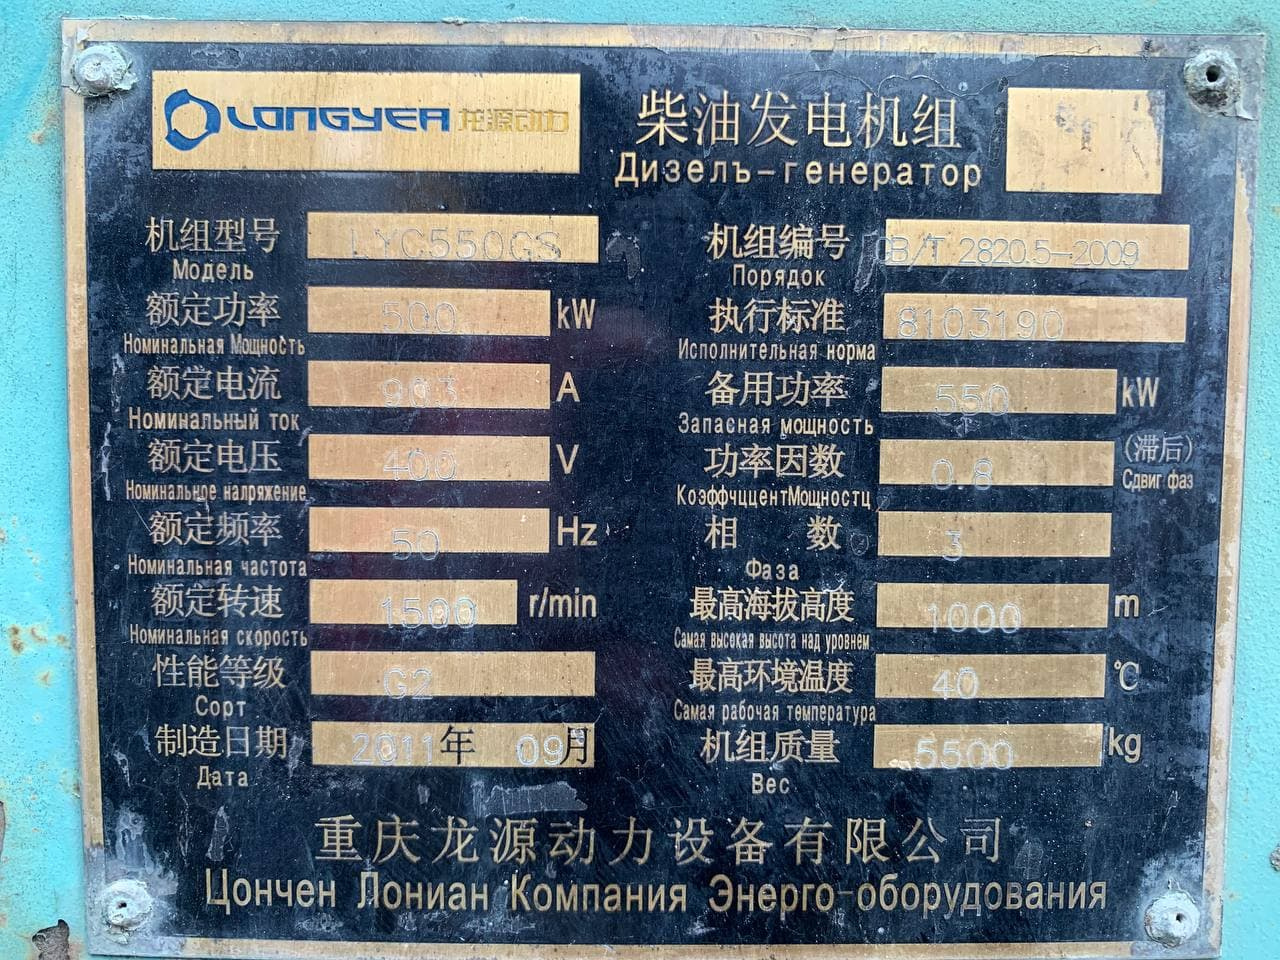 LONGYEA 龙源动力
柴油发电机组
Дизелъ-генератор
机组型号 LYC550GS
Модель
机组编号 GB/T 2820.5-2009
Порядок
额定功率 500 kW
Номинальная Мощность
执行标准 8103190
Исполнительная норма
额定电流 903 A
Номинальный ток
备用功率 550 kW
Запасная мощность
额定电压 400 V
Номинальное напряжение
功率因数 0.8 (滞后)
КоэффчццентМощностц Сдвиг фаз
额定频率 50 Hz
Номинальная частота
相数 3
Фаза
额定转速 1500 r/min
Номинальная скорость
最高海拔高度 1000 m
Самая высокая высота над уровнем
性能等级 G2
Сорт
最高环境温度 40 ℃
Самая рабочая температура
制造日期 2011年 09月
Дата
机组质量 5500 kg
Вес
重庆龙源动力设备有限公司
Цончен Лониан Компания Энерго-оборудования